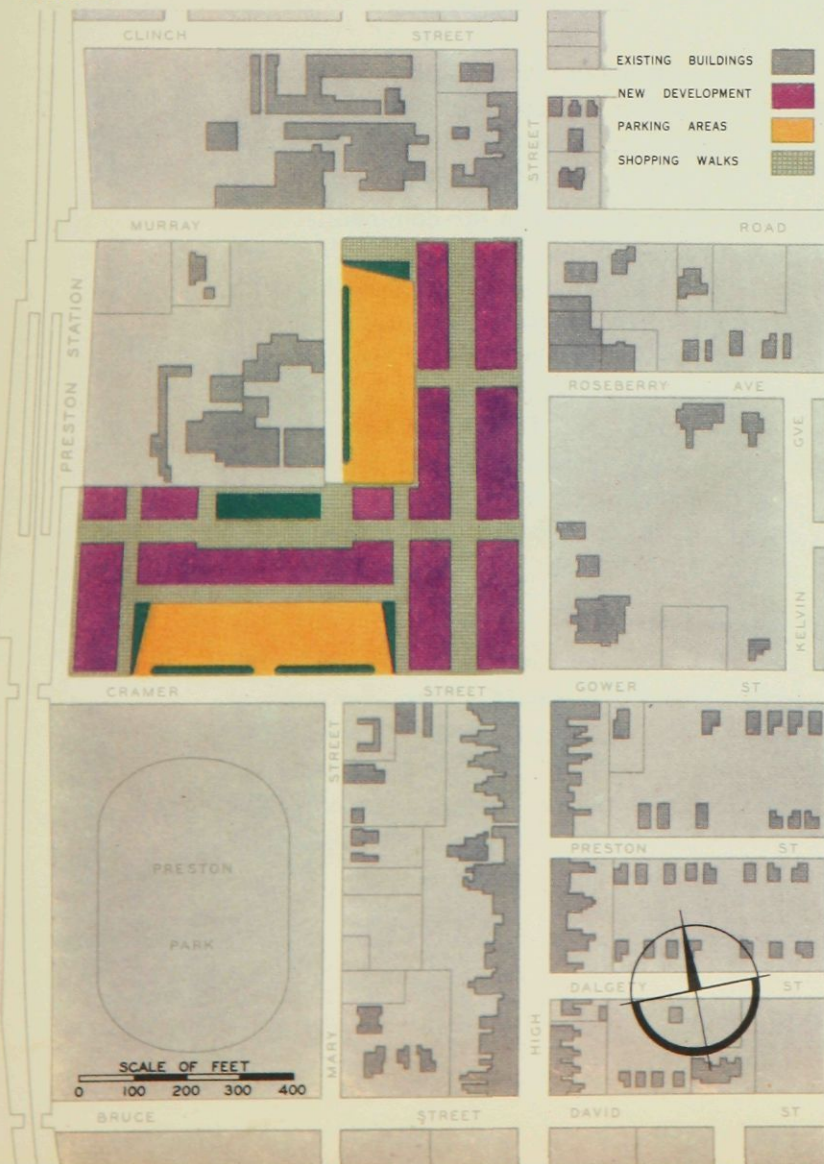 CLINCH STREET
EXISTING BUILDINGS
NEW DEVELOPMENT
PARKING AREAS
SHOPPING WALKS
STREET
MURRAY ROAD
PRESTON STATION
ROSEBERRY AVE
GVE
KELVIN
CRAMER STREET
GOWER ST
STREET
PRESTON
PARK
PRESTON ST
DALGETY ST
MARY
HIGH
SCALE OF FEET
0 100 200 300 400
BRUCE STREET
DAVID ST